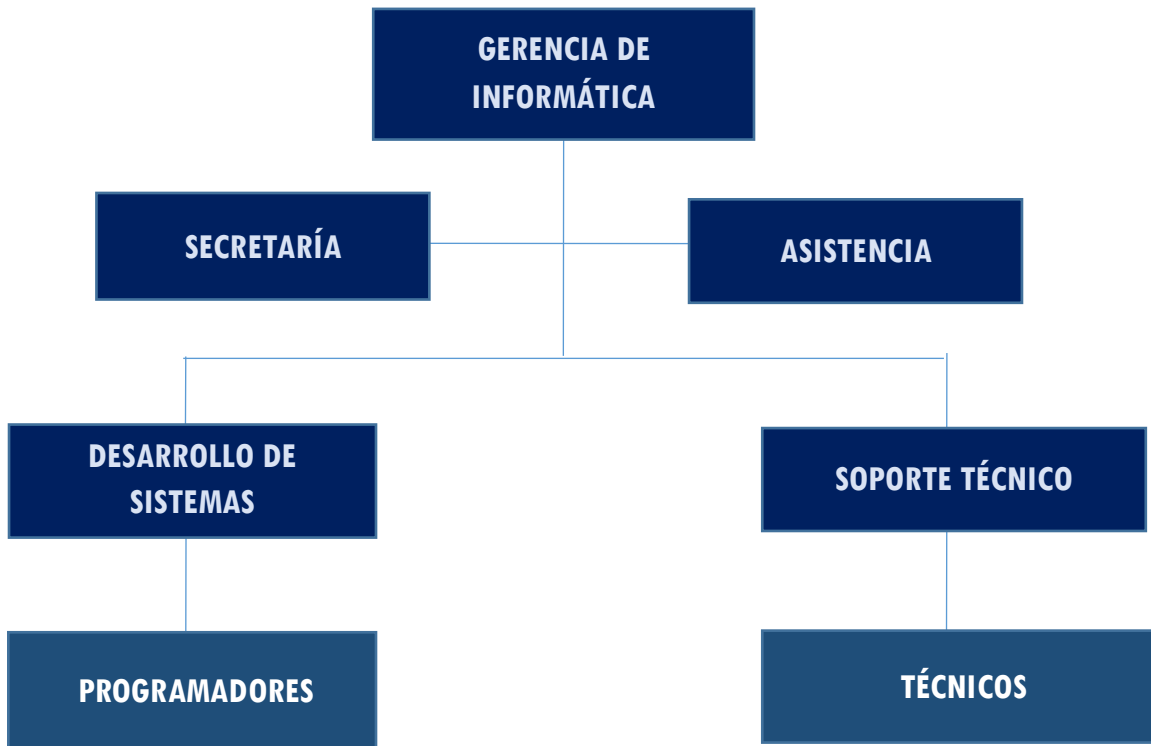 GERENCIA DE
INFORMÁTICA
SECRETARÍA
ASISTENCIA
DESARROLLO DE
SISTEMAS
SOPORTE TÉCNICO
PROGRAMADORES
TÉCNICOS